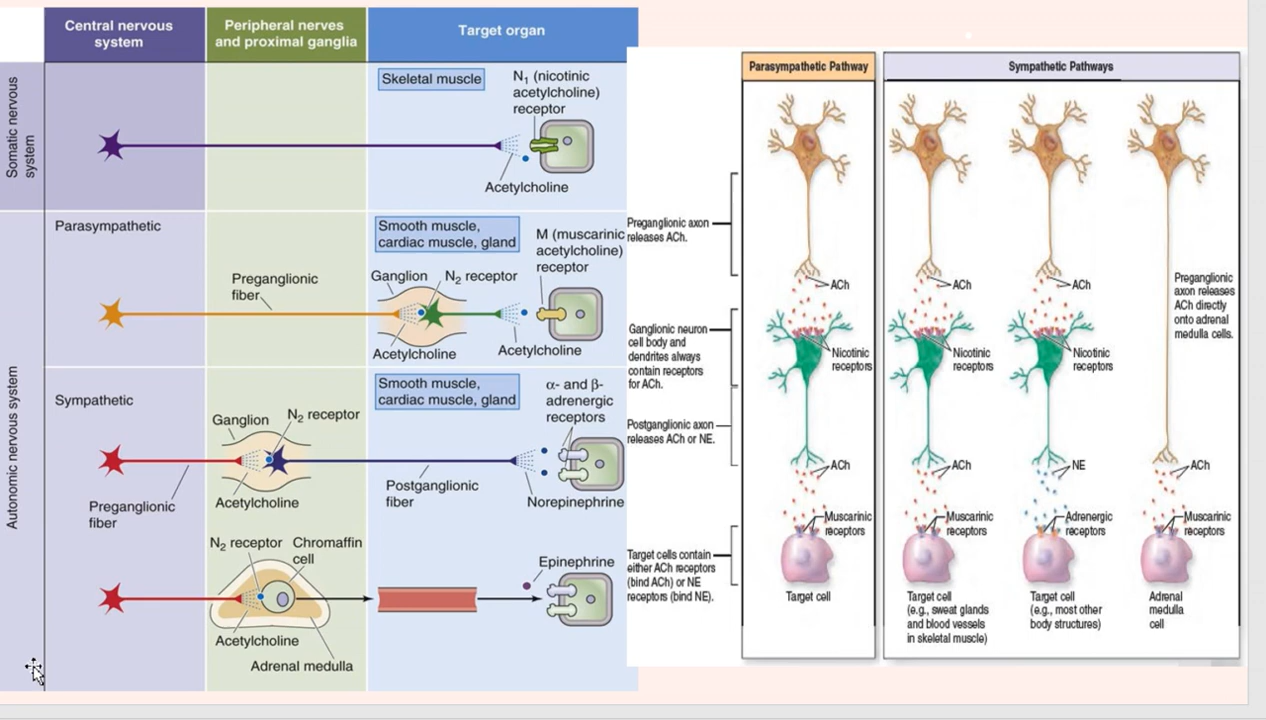 Central nervous
system
Peripheral nerves
and proximal ganglia
Target organ
Somatic nervous
system
Skeletal muscle
N1 (nicotinic
acetylcholine)
receptor
Acetylcholine
Autonomic nervous system
Parasympathetic
Preganglionic
fiber
Smooth muscle,
cardiac muscle, gland
Ganglion
N2 receptor
M (muscarinic
acetylcholine)
receptor
Acetylcholine
Acetylcholine
Sympathetic
Preganglionic
fiber
Ganglion
N2 receptor
Acetylcholine
Smooth muscle,
cardiac muscle, gland
α- and β-
adrenergic
receptors
Postganglionic
fiber
Norepinephrine
N2 receptor
Chromaffin
cell
Acetylcholine
Adrenal medulla
Epinephrine
Parasympathetic Pathway
Sympathetic Pathways
Preganglionic axon
releases ACh.
Ganglionic neuron
cell body and
dendrites always
contain receptors
for ACh.
Postganglionic axon
releases ACh or NE.
Target cells contain
either ACh receptors
(bind ACh) or NE
receptors (bind NE).
ACh
Nicotinic
receptors
ACh
Muscarinic
receptors
Target cell
ACh
Nicotinic
receptors
ACh
Muscarinic
receptors
Target cell
(e.g., sweat glands
and blood vessels
in skeletal muscle)
ACh
Nicotinic
receptors
NE
Adrenergic
receptors
Target cell
(e.g., most other
body structures)
Preganglionic
axon releases
ACh directly
onto adrenal
medulla cells.
ACh
Muscarinic
receptors
Adrenal
medulla
cell